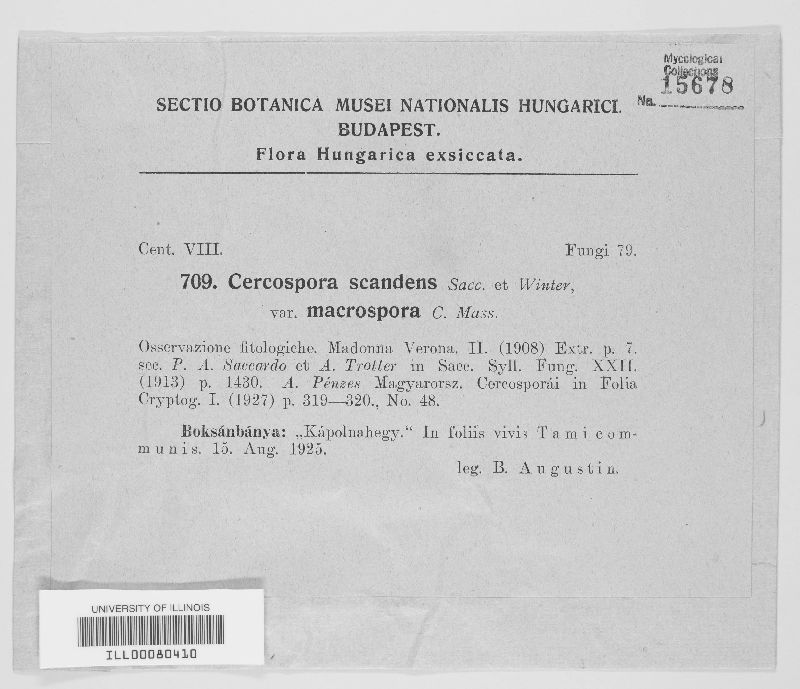 Mycological
Collections
15678
No.
SECTIO BOTANICA MUSEI NATIONALIS HUNGARICI.
BUDAPEST.
Flora Hungarica exsiccata.
Cent. VIII. Fungi 79.
709. Cercospora scandens Sacc. et Winter,
var. macrospora C. Mass.
Osservazione fitologiche. Madonna Verona, II. (1908) Extr. p. 7.
sec. P. A. Saccardo et A. Trotter in Sacc. Syll. Fung. XXII.
(1913) p. 1430. A. Pénzes Magyarorsz. Cercosporái in Folia
Cryptog. I. (1927) p. 319—320., No. 48.
Boksánbánya: „Kápolnahegy.“ In foliis vivis Tami com-
munis. 15. Aug. 1925.
leg. B. Augustin.
UNIVERSITY OF ILLINOIS
ILL00080410